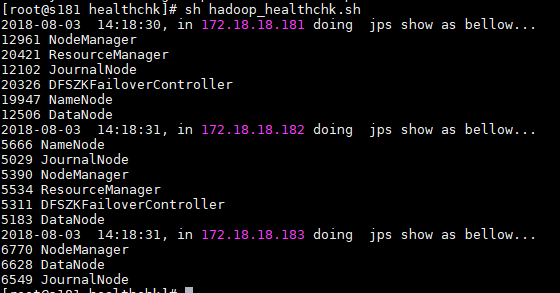 [root@s181 healthchk]# sh hadoop_healthchk.sh
2018-08-03  14:18:30, in 172.18.18.181 doing  jps show as bellow...
12961 NodeManager
20421 ResourceManager
12102 JournalNode
20326 DFSZKFailoverController
19947 NameNode
12506 DataNode
2018-08-03  14:18:31, in 172.18.18.182 doing  jps show as bellow...
5666 NameNode
5029 JournalNode
5390 NodeManager
5534 ResourceManager
5311 DFSZKFailoverController
5183 DataNode
2018-08-03  14:18:31, in 172.18.18.183 doing  jps show as bellow...
6770 NodeManager
6628 DataNode
6549 JournalNode
[root@s181 healthchk]#